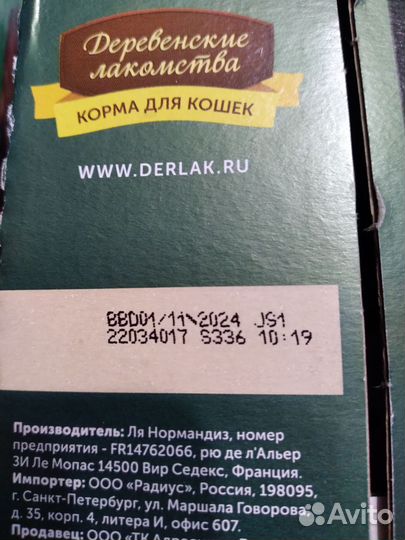 Деревенские
лакомства
КОРМА ДЛЯ КОШЕК
WWW.DERLAK.RU
BBD01/11\2024 JS1
22034017 S336 10:19
Производитель: Ля Нормандиз, номер
предприятия - FR14762066, рю де л'Альер
ЗИ Ле Мопас 14500 Вир Седекс, Франция.
Импортер: ООО «Радиус», Россия, 198095,
г. Санкт-Петербург, ул. Маршала Говорова,
д. 35, корп. 4, литера И, офис 607.
Продавец: ООО «ТК
Avito